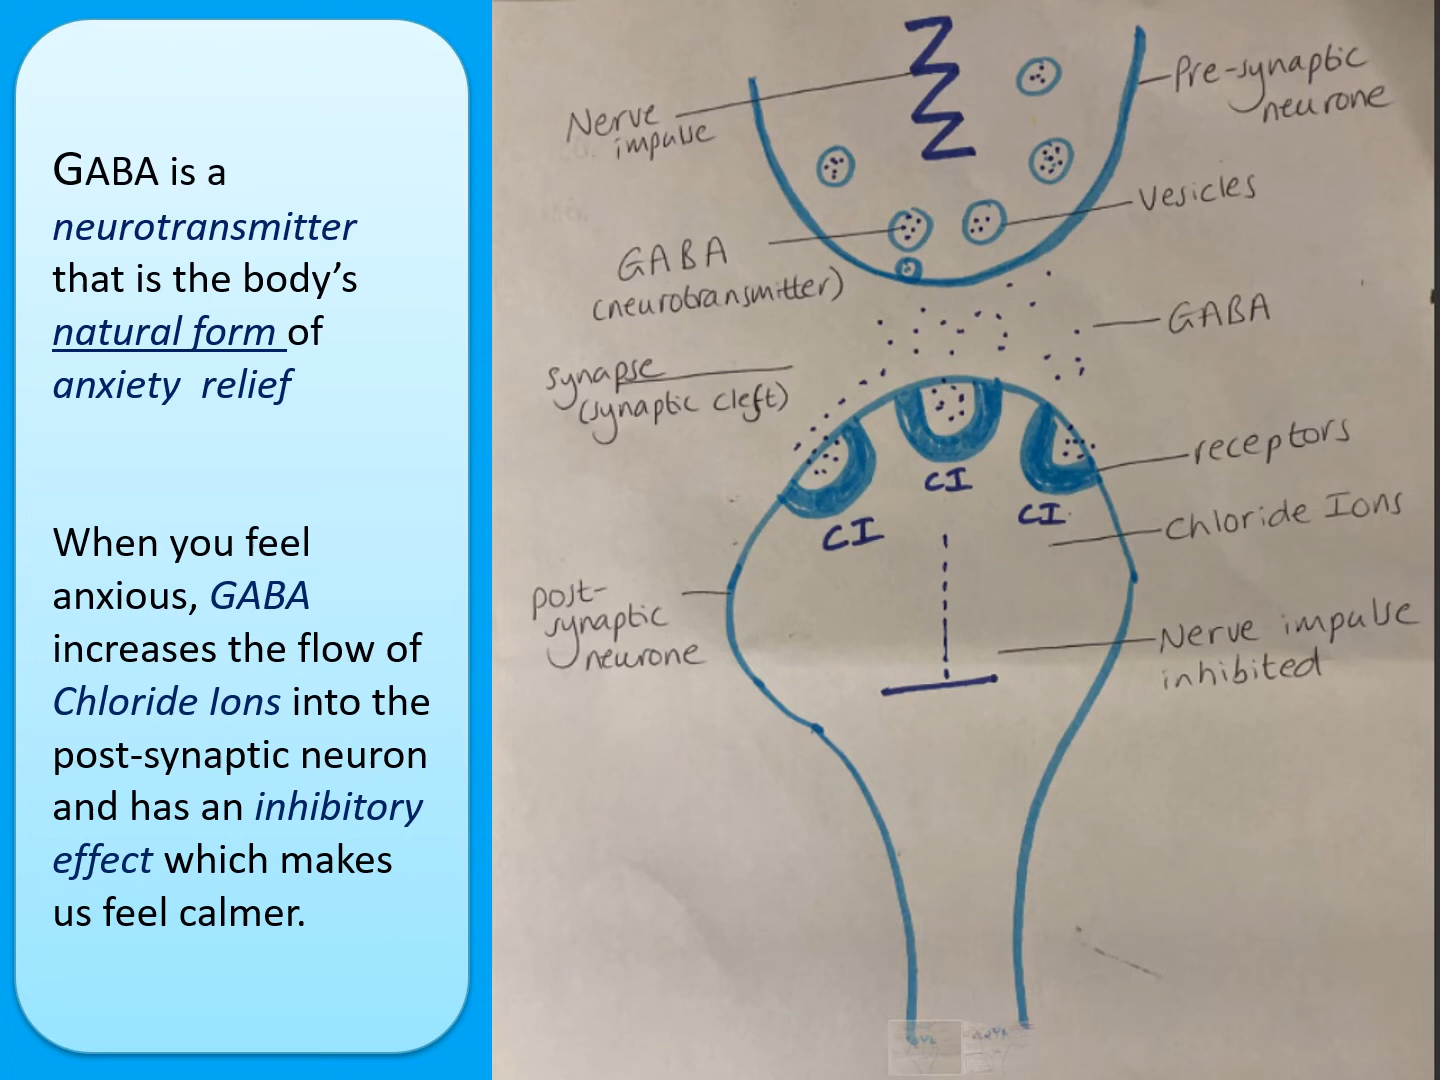 GABA is a
neurotransmitter
that is the body’s
natural form of
anxiety relief
When you feel
anxious, GABA
increases the flow of
Chloride Ions into the
post-synaptic neuron
and has an inhibitory
effect which makes
us feel calmer.
Nerve
impulse
Pre-synaptic
neurone
Vesicles
GABA
(neurotransmitter)
GABA
synapse
(synaptic cleft)
receptors
CI
CI
CI
Chloride Ions
post-
synaptic
neurone
Nerve impulse
inhibited